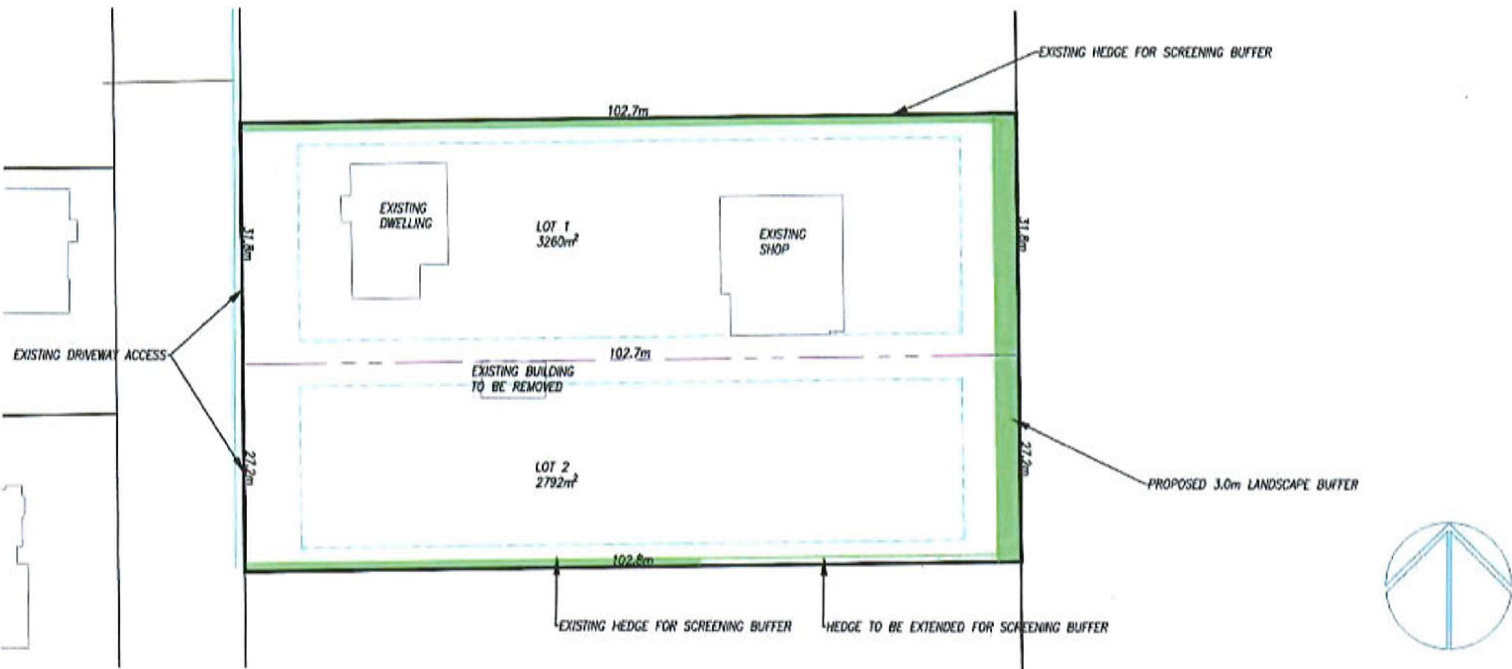 EXISTING HEDGE FOR SCREENING BUFFER
102.7m
EXISTING
DWELLING
LOT 1
3260m²
EXISTING
SHOP
31.8m
31.8m
EXISTING DRIVEWAY ACCESS
102.7m
EXISTING BUILDING
TO BE REMOVED
27.2m
27.2m
LOT 2
2792m²
PROPOSED 3.0m LANDSCAPE BUFFER
102.8m
EXISTING HEDGE FOR SCREENING BUFFER
HEDGE TO BE EXTENDED FOR SCREENING BUFFER